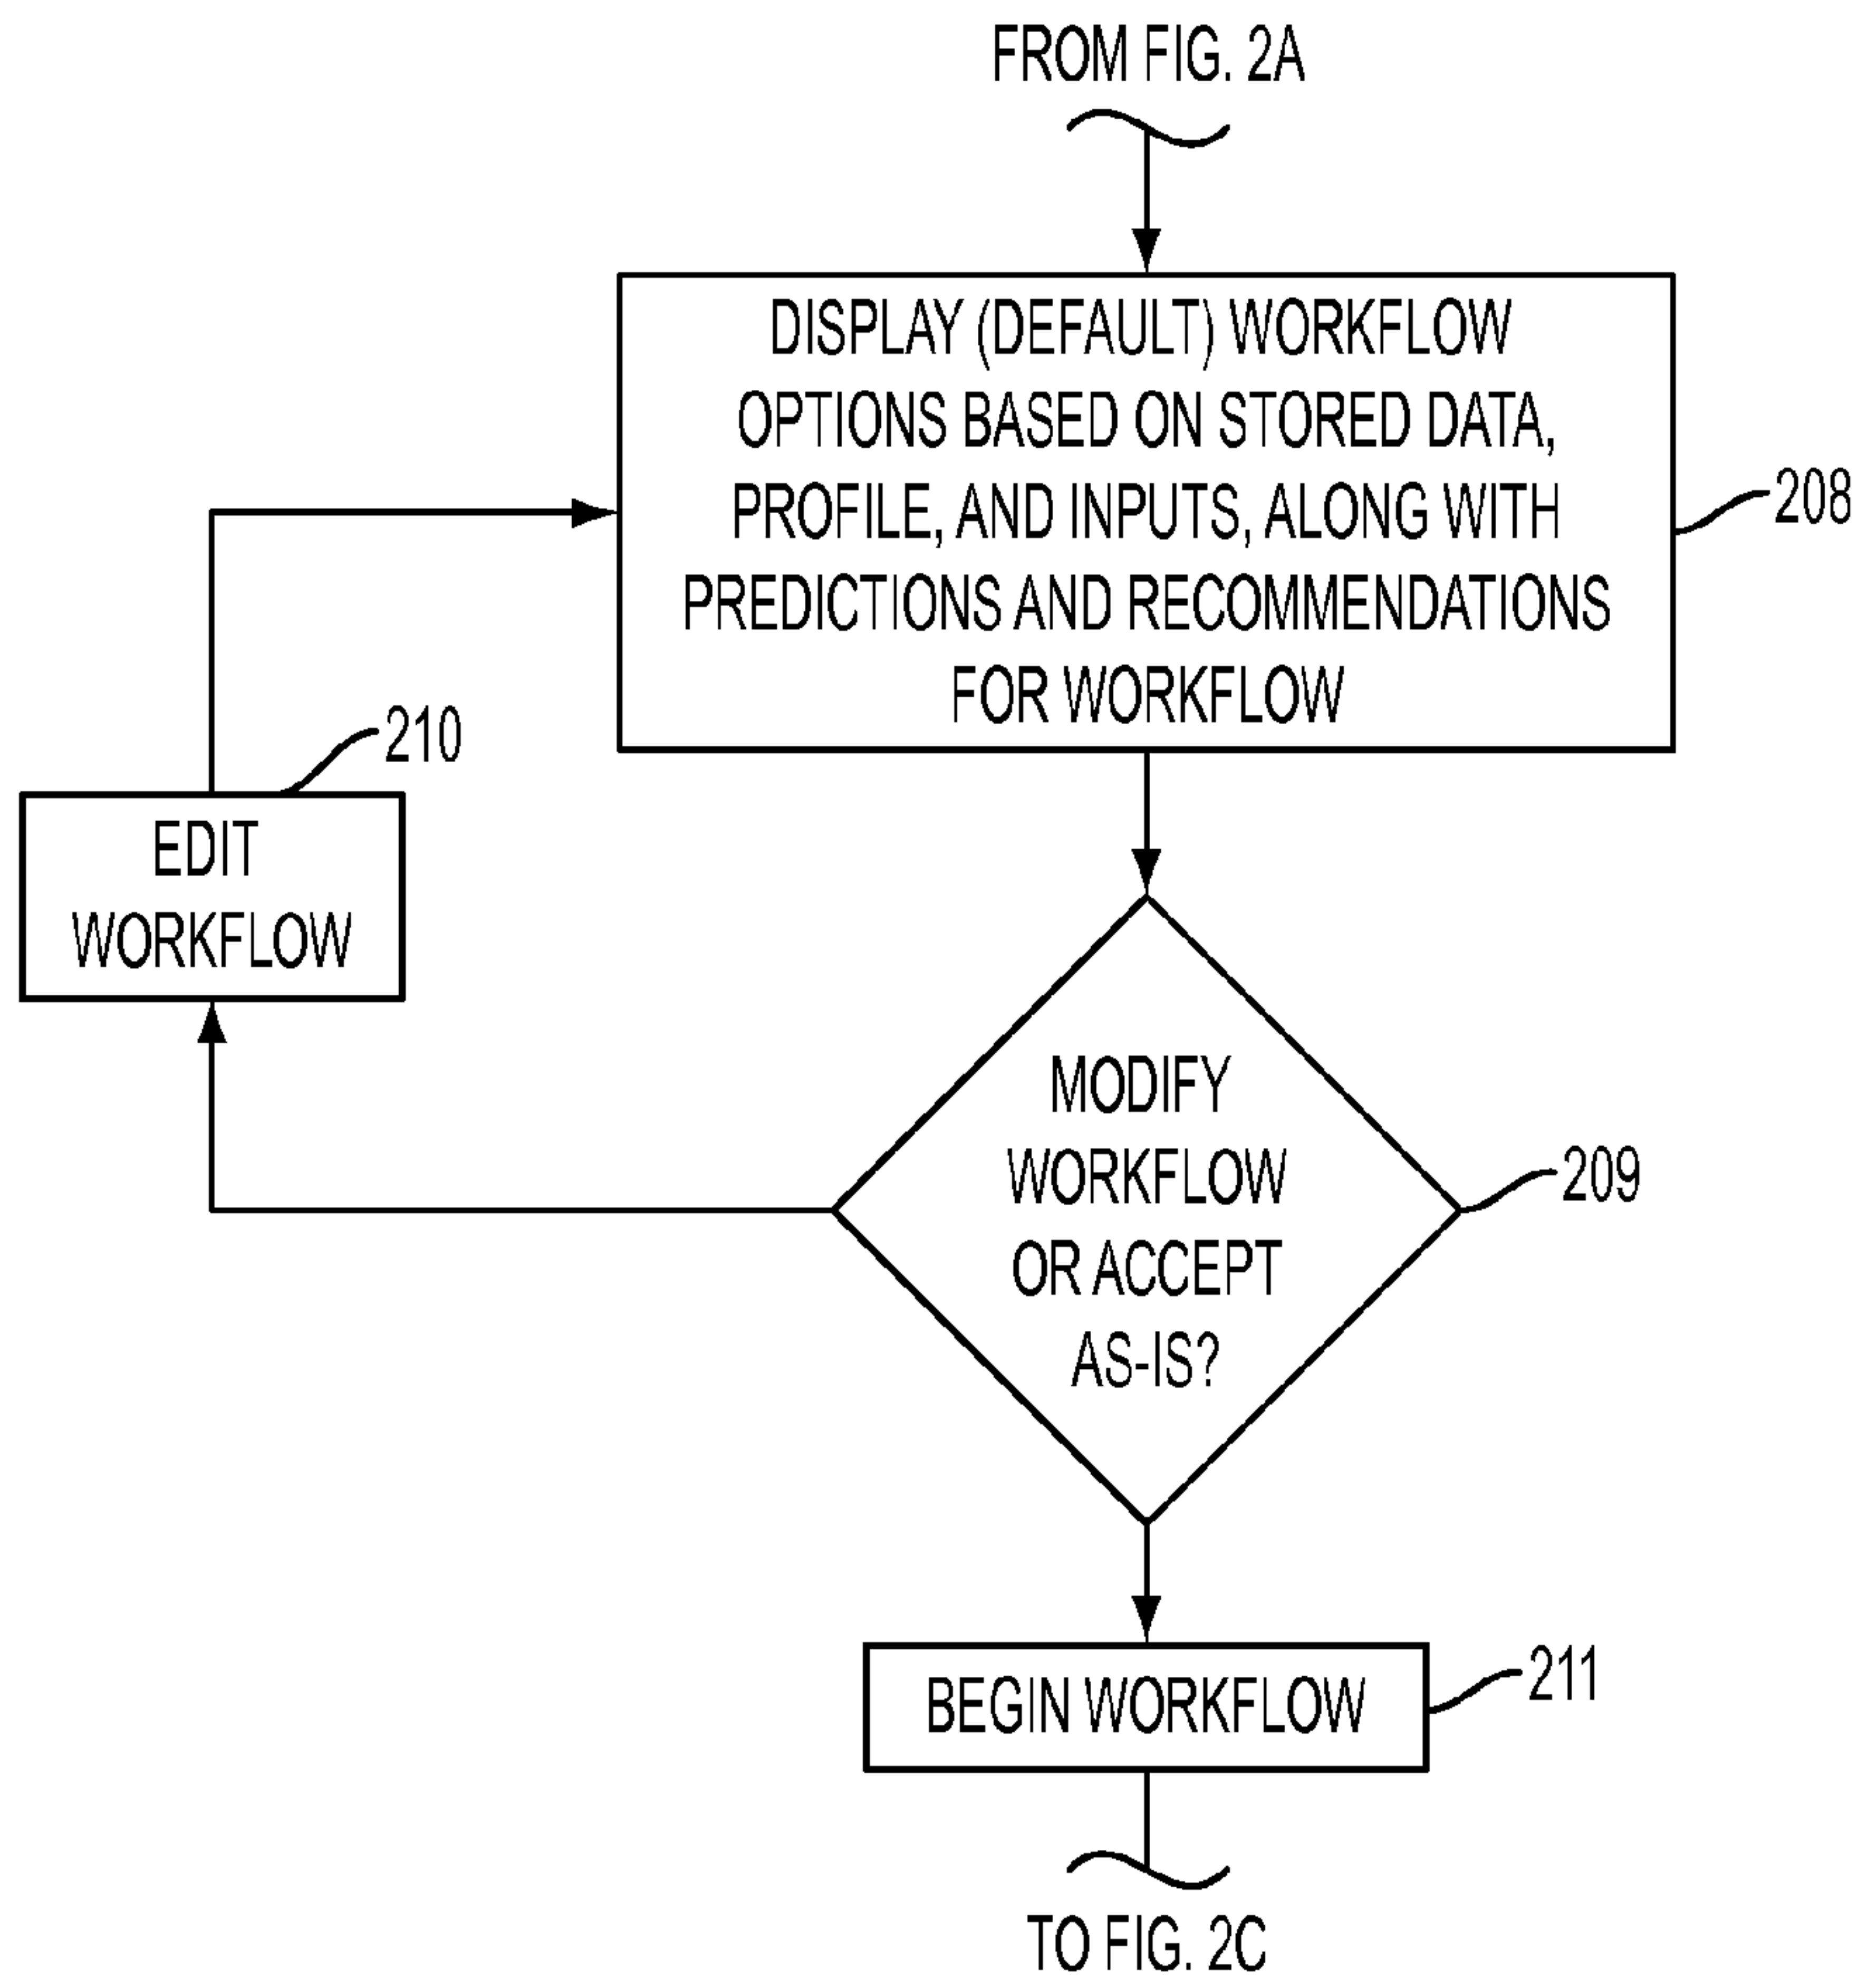 FROM FIG. 2A
DISPLAY (DEFAULT) WORKFLOW
OPTIONS BASED ON STORED DATA,
PROFILE, AND INPUTS, ALONG WITH
PREDICTIONS AND RECOMMENDATIONS
FOR WORKFLOW
208
210
EDIT
WORKFLOW
MODIFY
WORKFLOW
OR ACCEPT
AS-IS?
209
BEGIN WORKFLOW
211
TO FIG. 2C